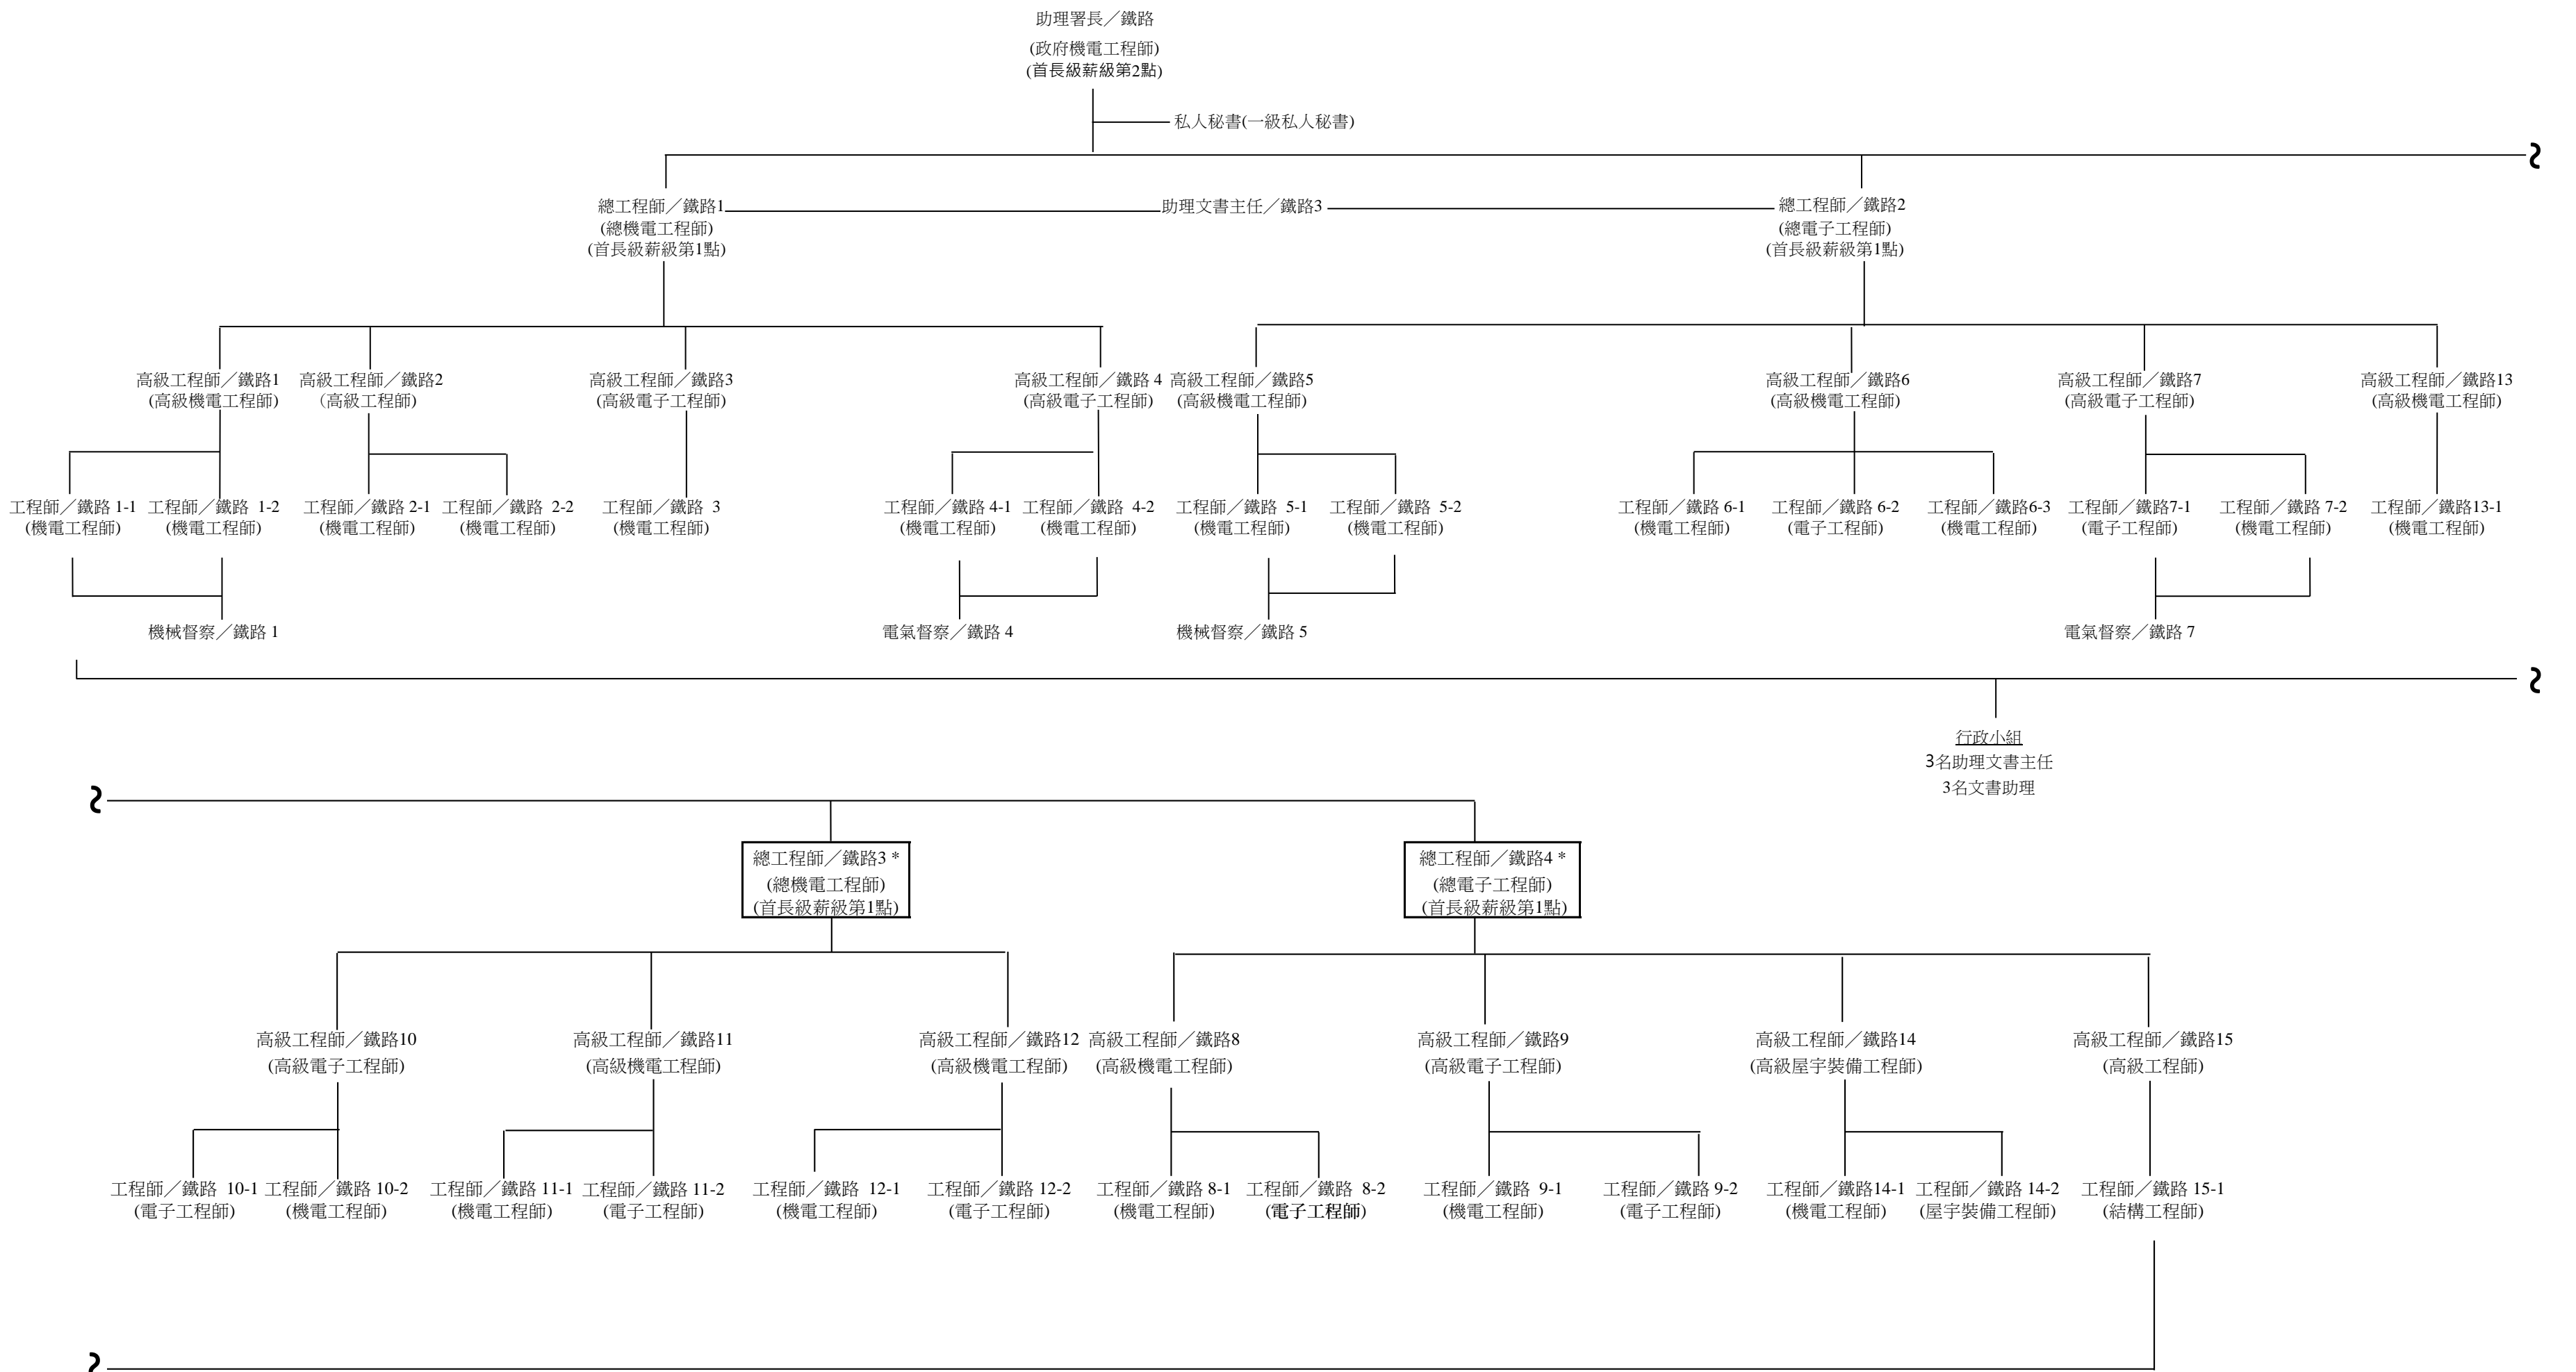 助理署長／鐵路
(政府機電工程師)
(首長級薪級第2點)
私人秘書(一級私人秘書)
總工程師／鐵路1
(總機電工程師)
(首長級薪級第1點)
助理文書主任／鐵路3
總工程師／鐵路2
(總電子工程師)
(首長級薪級第1點)
高級工程師／鐵路1
(高級機電工程師)
高級工程師／鐵路2
（高級工程師)
高級工程師／鐵路3
(高級電子工程師)
高級工程師／鐵路 4
(高級電子工程師)
高級工程師／鐵路5
(高級機電工程師)
高級工程師／鐵路6
(高級機電工程師)
高級工程師／鐵路7
(高級電子工程師)
高級工程師／鐵路13
(高級機電工程師)
工程師／鐵路 1-1
(機電工程師)
工程師／鐵路 1-2
(機電工程師)
工程師／鐵路 2-1
(機電工程師)
工程師／鐵路 2-2
(機電工程師)
工程師／鐵路 3
(機電工程師)
工程師／鐵路 4-1
(機電工程師)
工程師／鐵路 4-2
(機電工程師)
工程師／鐵路 5-1
(機電工程師)
工程師／鐵路 5-2
(機電工程師)
工程師／鐵路 6-1
(機電工程師)
工程師／鐵路 6-2
(電子工程師)
工程師／鐵路6-3
(機電工程師)
工程師／鐵路7-1
(電子工程師)
工程師／鐵路 7-2
(機電工程師)
工程師／鐵路13-1
(機電工程師)
機械督察／鐵路 1
電氣督察／鐵路 4
機械督察／鐵路 5
電氣督察／鐵路 7
行政小組
3名助理文書主任
3名文書助理
總工程師／鐵路3 *
(總機電工程師)
(首長級薪級第1點)
總工程師／鐵路4 *
(總電子工程師)
(首長級薪級第1點)
高級工程師／鐵路10
(高級電子工程師)
高級工程師／鐵路11
(高級機電工程師)
高級工程師／鐵路12
(高級機電工程師)
高級工程師／鐵路8
(高級機電工程師)
高級工程師／鐵路9
(高級電子工程師)
高級工程師／鐵路14
(高級屋宇裝備工程師)
高級工程師／鐵路15
(高級工程師)
工程師／鐵路 10-1
(電子工程師)
工程師／鐵路 10-2
(機電工程師)
工程師／鐵路 11-1
(機電工程師)
工程師／鐵路 11-2
(電子工程師)
工程師／鐵路 12-1
(機電工程師)
工程師／鐵路 12-2
(電子工程師)
工程師／鐵路 8-1
(機電工程師)
工程師／鐵路 8-2
(電子工程師)
工程師／鐵路 9-1
(機電工程師)
工程師／鐵路 9-2
(電子工程師)
工程師／鐵路14-1
(機電工程師)
工程師／鐵路 14-2
(屋宇裝備工程師)
工程師／鐵路 15-1
(結構工程師)